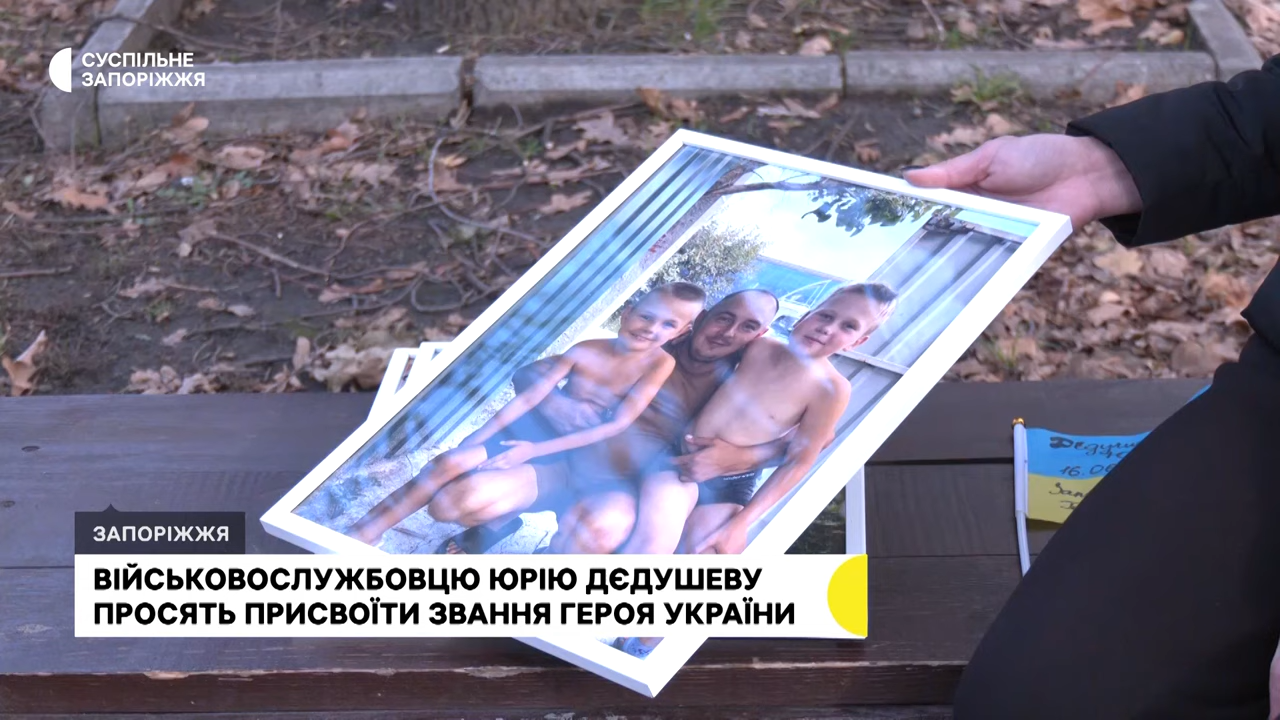 СУСПІЛЬНЕ
ЗАПОРІЖЖЯ
ЗАПОРІЖЖЯ
ВІЙСЬКОВОСЛУЖБОВЦЮ ЮРІЮ ДЄДУШЕВУ
ПРОСЯТЬ ПРИСВОЇТИ ЗВАННЯ ГЕРОЯ УКРАЇНИ